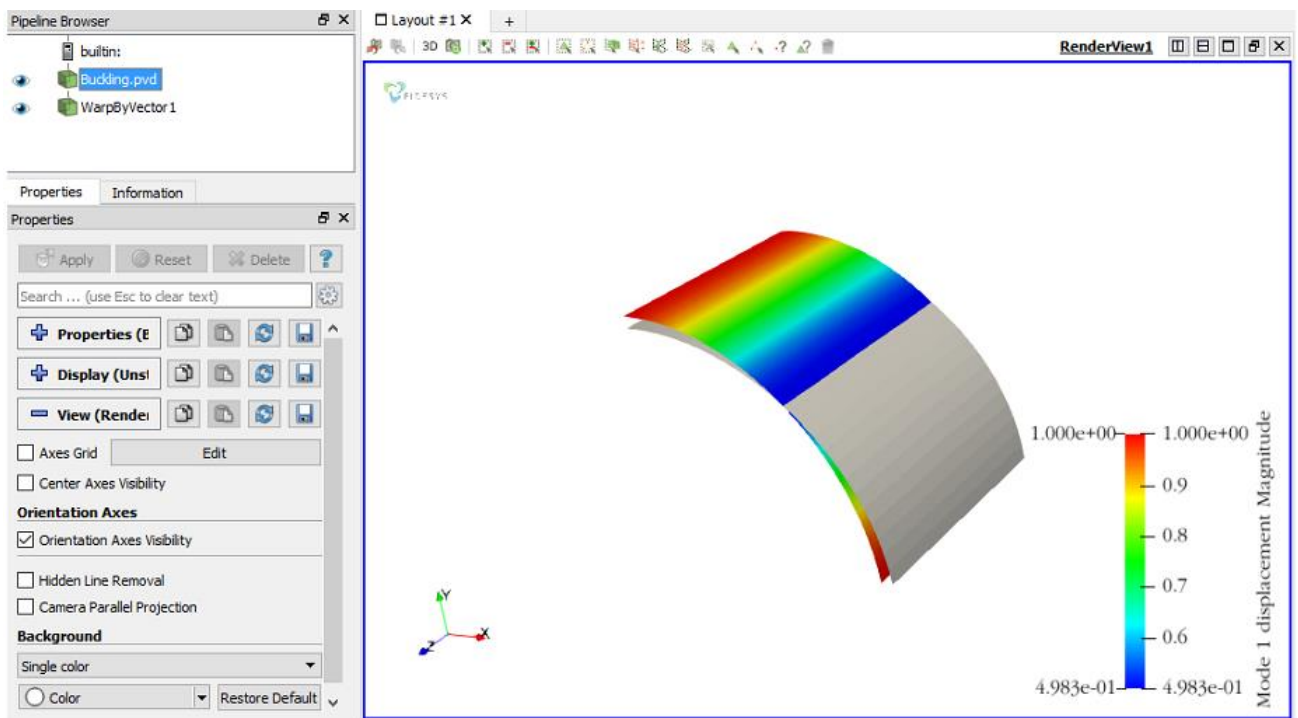 Pipeline Browser
builtin:
Buckling.pvd
WarpByVector1
Properties Information
Properties
Apply Reset Delete ?
Search ... (use Esc to clear text)
Properties (B
Display (Unst
View (Render
Axes Grid Edit
Center Axes Visibility
Orientation Axes
Orientation Axes Visibility
Hidden Line Removal
Camera Parallel Projection
Background
Single color
Color Restore Default
Layout #1 +
3D RenderView1
FIDESYS
Y
X
Z
1.000e+00 1.000e+00
0.9
0.8
0.7
0.6
4.983e-01 4.983e-01
Mode 1 displacement Magnitude